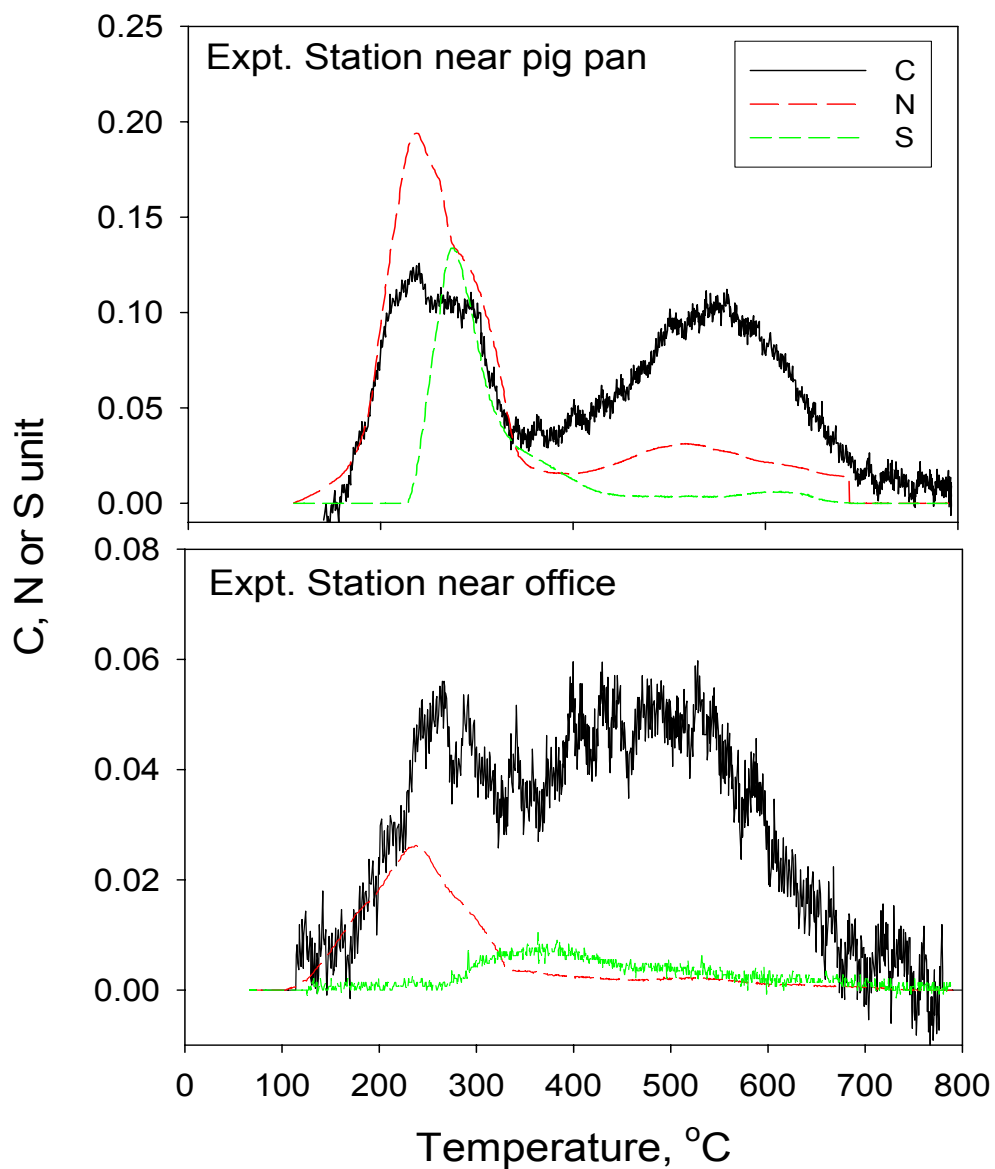 0.25
Expt. Station near pig pan
C
N
S
0.20
0.15
0.10
0.05
0.00
C, N or S unit
0.08
Expt. Station near office
0.06
0.04
0.02
0.00
0 100 200 300 400 500 600 700 800
Temperature, °C